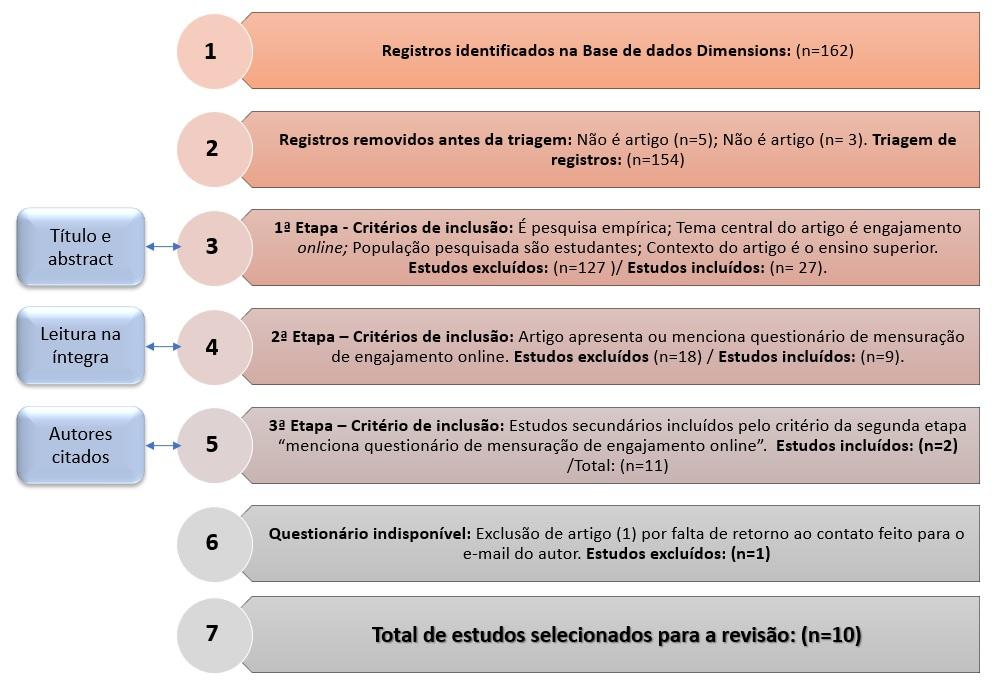 1
Registros identificados na Base de dados Dimensions: (n=162)
2
Registros removidos antes da triagem: Não é artigo (n=5); Não é artigo (n= 3). Triagem de
registros: (n=154)
Título e
abstract
3
1ª Etapa - Critérios de inclusão: É pesquisa empírica; Tema central do artigo é engajamento
online; População pesquisada são estudantes; Contexto do artigo é o ensino superior.
Estudos excluídos: (n=127 )/ Estudos incluídos: (n= 27).
Leitura na
íntegra
4
2ª Etapa – Critérios de inclusão: Artigo apresenta ou menciona questionário de mensuração
de engajamento online. Estudos excluídos (n=18) / Estudos incluídos: (n=9).
Autores
citados
5
3ª Etapa – Critério de inclusão: Estudos secundários incluídos pelo critério da segunda etapa
“menciona questionário de mensuração de engajamento online”. Estudos incluídos: (n=2)
/Total: (n=11)
6
Questionário indisponível: Exclusão de artigo (1) por falta de retorno ao contato feito para o
e-mail do autor. Estudos excluídos: (n=1)
7
Total de estudos selecionados para a revisão: (n=10)